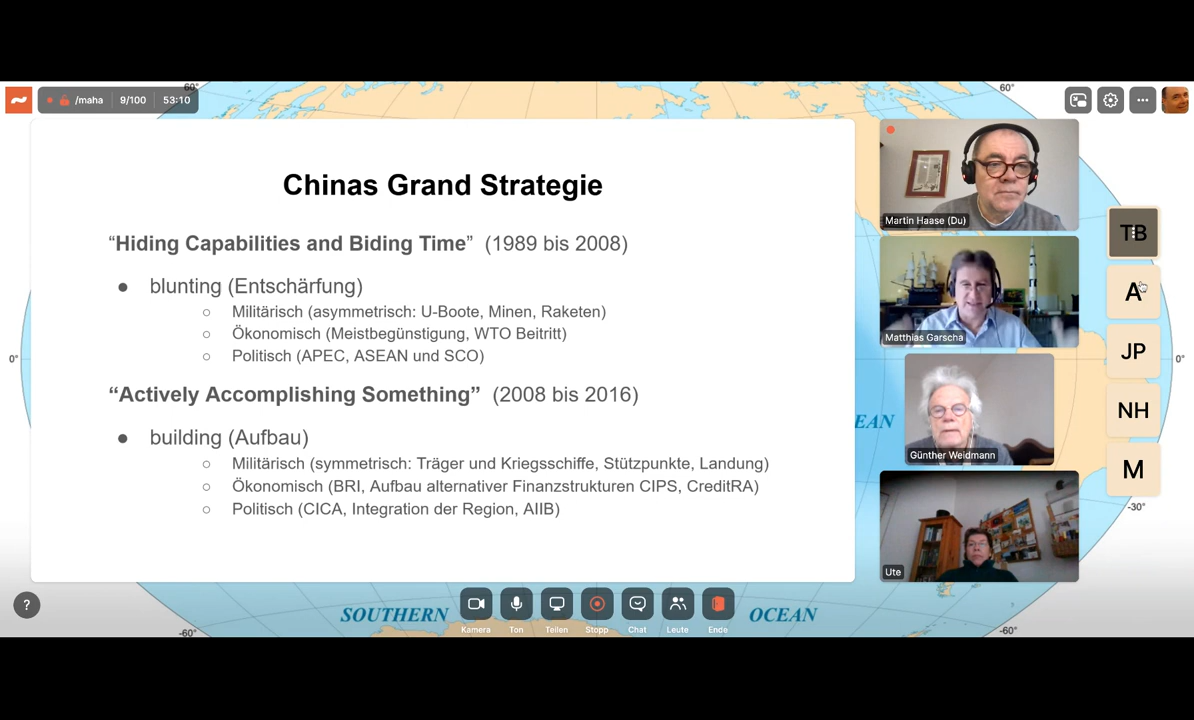 60°
60°
/maha 9/100 53:10
Chinas Grand Strategie
“Hiding Capabilities and Biding Time” (1989 bis 2008)
● blunting (Entschärfung)
○ Militärisch (asymmetrisch: U-Boote, Minen, Raketen)
○ Ökonomisch (Meistbegünstigung, WTO Beitritt)
○ Politisch (APEC, ASEAN und SCO)
“Actively Accomplishing Something” (2008 bis 2016)
● building (Aufbau)
○ Militärisch (symmetrisch: Träger und Kriegsschiffe, Stützpunkte, Landung)
○ Ökonomisch (BRI, Aufbau alternativer Finanzstrukturen CIPS, CreditRA)
○ Politisch (CICA, Integration der Region, AIIB)
Martin Haase (Du)
Matthias Garscha
Günther Weidmann
Ute
TB
A
JP
NH
M
0°
0°
EAN
-30°
SOUTHERN OCEAN
-60°
-60°
?
Kamera Ton Teilen Stopp Chat Leute Ende